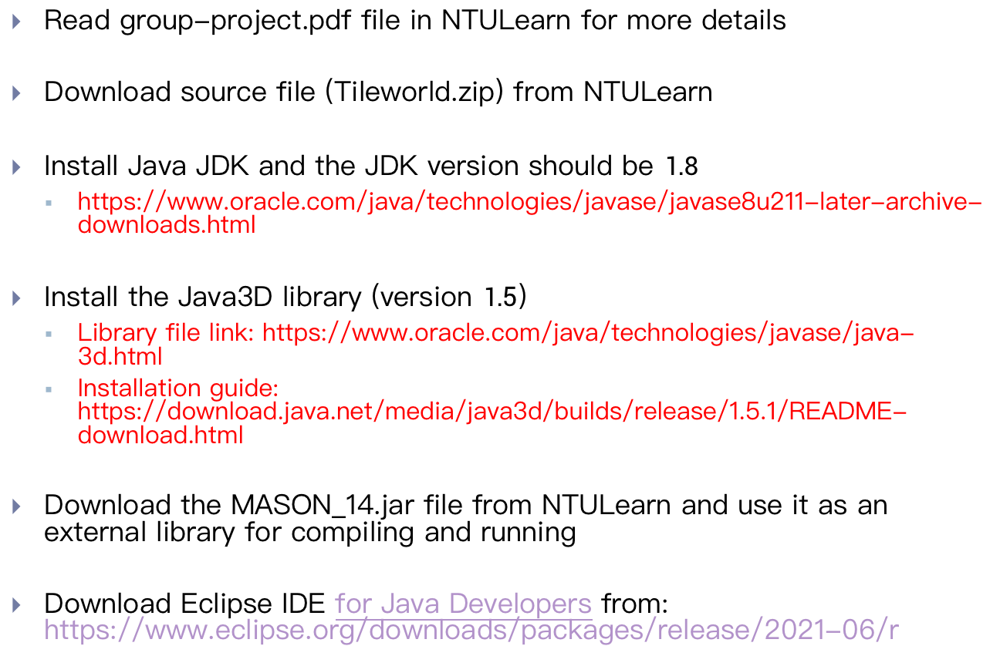 Read group-project.pdf file in NTULearn for more details
Download source file (Tileworld.zip) from NTULearn
Install Java JDK and the JDK version should be 1.8
https://www.oracle.com/java/technologies/javase/javase8u211-later-archive-
downloads.html
Install the Java3D library (version 1.5)
Library file link: https://www.oracle.com/java/technologies/javase/java-
3d.html
Installation guide:
https://download.java.net/media/java3d/builds/release/1.5.1/README-
download.html
Download the MASON_14.jar file from NTULearn and use it as an
external library for compiling and running
Download Eclipse IDE for Java Developers from:
https://www.eclipse.org/downloads/packages/release/2021-06/r